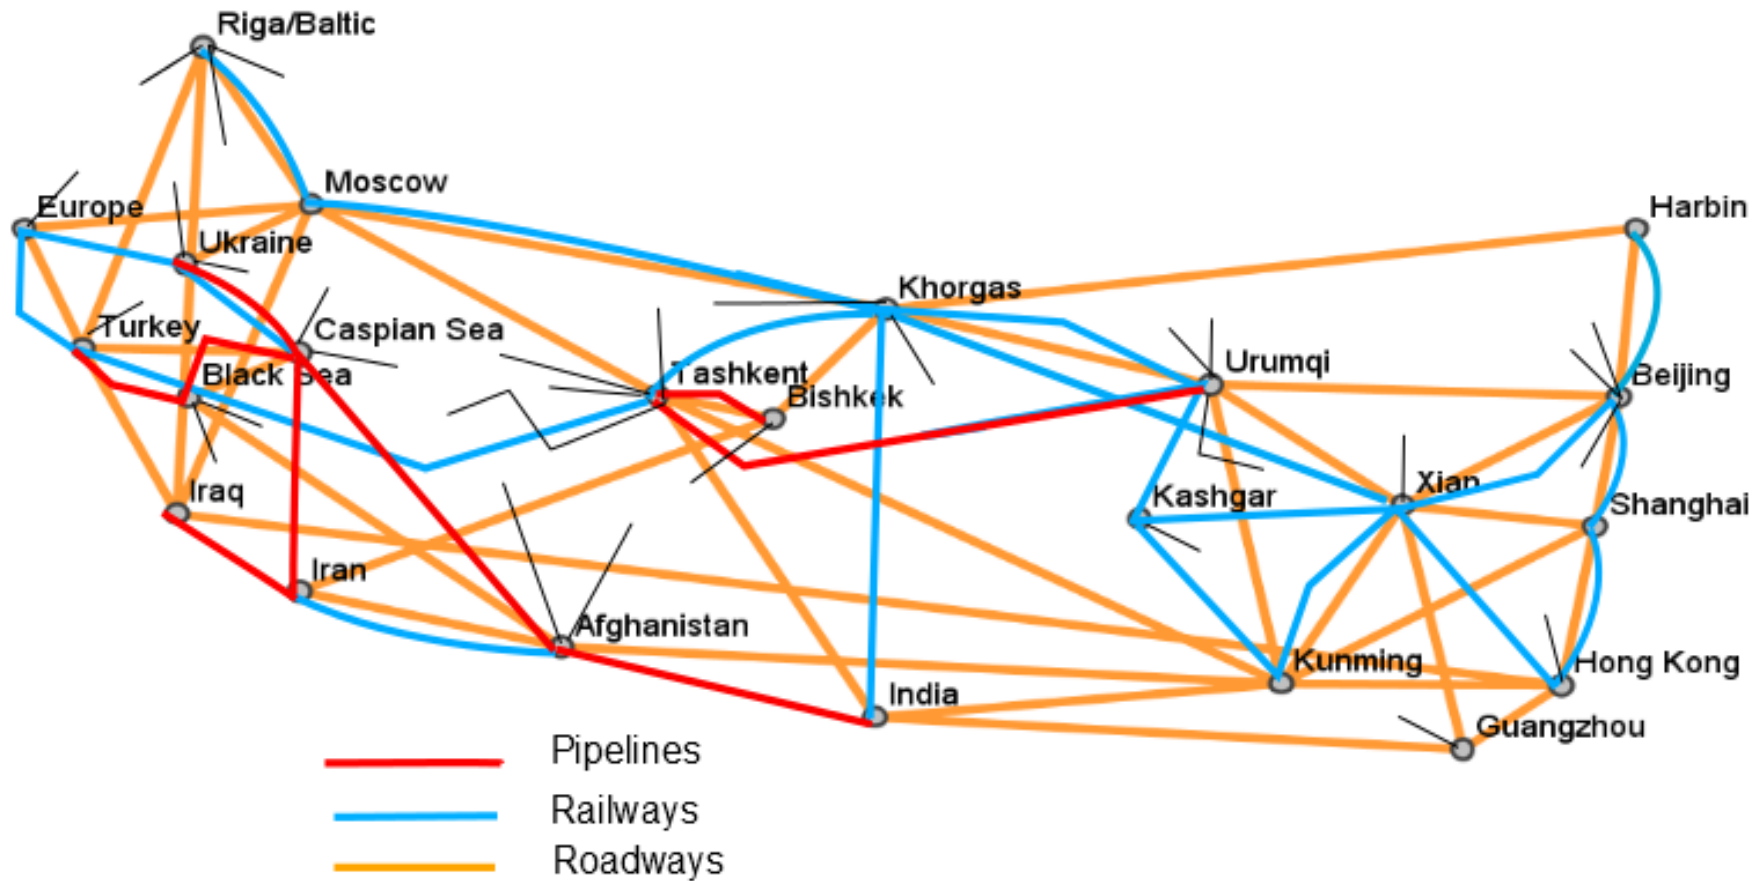 Riga/Baltic
Moscow
Europe
Ukraine
Harbin
Khorgas
Turkey
Caspian Sea
Urumqi
Black Sea
Tashkent
Beijing
Bishkek
Iraq
Kashgar
Xian
Shanghai
Iran
Afghanistan
Kunming
Hong Kong
India
Guangzhou
Pipelines
Railways
Roadways